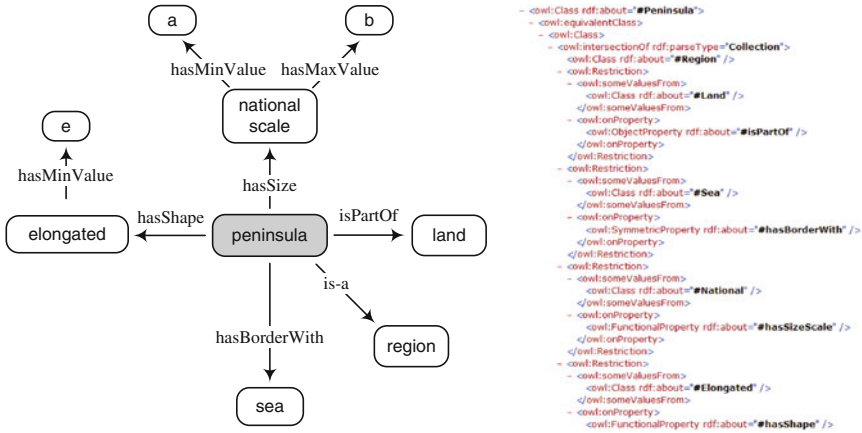 a
b
hasMinValue
hasMaxValue
national
scale
e
hasMinValue
hasSize
hasShape
isPartOf
elongated
peninsula
land
is-a
hasBorderWith
region
sea
- <owl:Class rdf:about="#Peninsula">
- <owl:equivalentClass>
- <owl:Class>
- <owl:intersectionOf rdf:parseType="Collection">
<owl:Class rdf:about="#Region" />
- <owl:Restriction>
- <owl:someValuesFrom>
<owl:Class rdf:about="#Land" />
</owl:someValuesFrom>
- <owl:onProperty>
<owl:ObjectProperty rdf:about="#isPartOf" />
</owl:onProperty>
</owl:Restriction>
- <owl:Restriction>
- <owl:someValuesFrom>
<owl:Class rdf:about="#Sea" />
</owl:someValuesFrom>
- <owl:onProperty>
<owl:SymmetricProperty rdf:about="#hasBorderWith" />
</owl:onProperty>
</owl:Restriction>
- <owl:Restriction>
- <owl:someValuesFrom>
<owl:Class rdf:about="#National" />
</owl:someValuesFrom>
- <owl:onProperty>
<owl:FunctionalProperty rdf:about="#hasSizeScale" />
</owl:onProperty>
</owl:Restriction>
- <owl:Restriction>
- <owl:someValuesFrom>
<owl:Class rdf:about="#Elongated" />
</owl:someValuesFrom>
- <owl:onProperty>
<owl:FunctionalProperty rdf:about="#hasShape" />